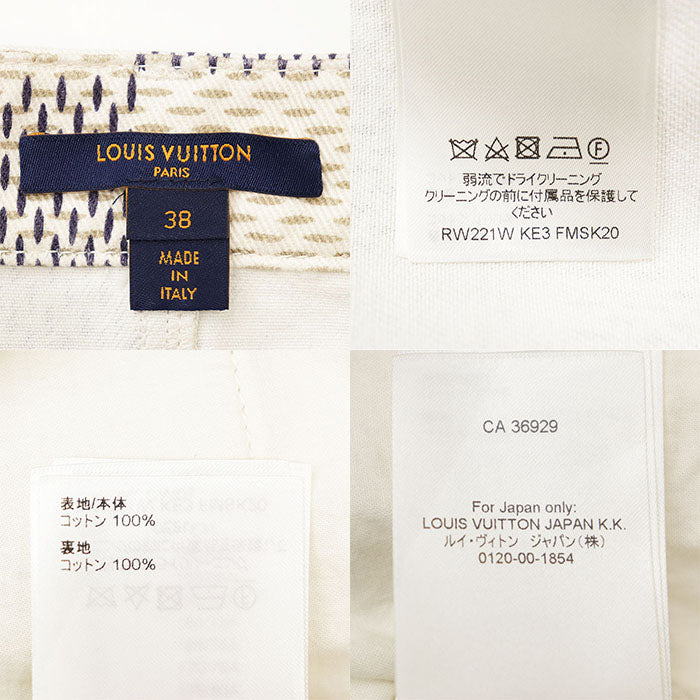 LOUIS VUITTON
PARIS
38
MADE
IN
ITALY
弱流でドライクリーニング
クリーニングの前に付属品を保護して
ください
RW221W KE3 FMSK20
表地/本体
コットン 100%
裏地
コットン 100%
CA 36929
For Japan only:
LOUIS VUITTON JAPAN K.K.
ルイ・ヴィトン ジャパン(株)
0120-00-1854